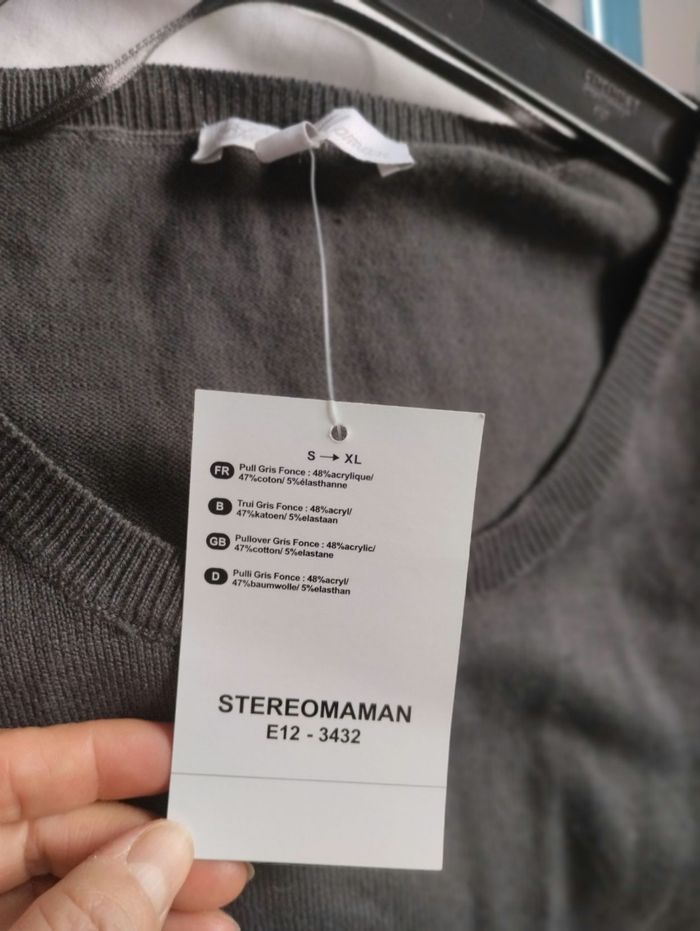 S → XL
FR Pull Gris Fonce : 48%acrylique/
47%coton/ 5%élasthanne
B Trui Gris Fonce : 48%acryl/
47%katoen/ 5%elastaan
GB Pullover Gris Fonce : 48%acrylic/
47%cotton/ 5%elastane
D Pulli Gris Fonce : 48%acryl/
47%baumwolle/ 5%elasthan
STEREOMAMAN
E12 - 3432